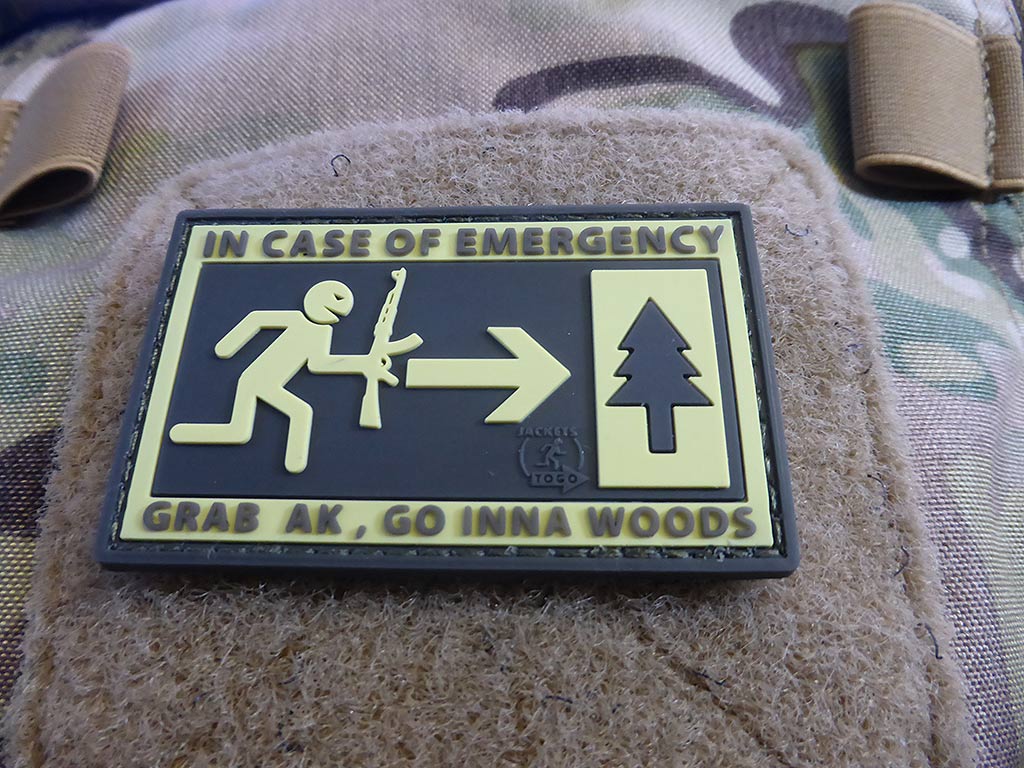 IN CASE OF EMERGENCY
JACKETS
TO GO
GRAB AK, GO INNA WOODS